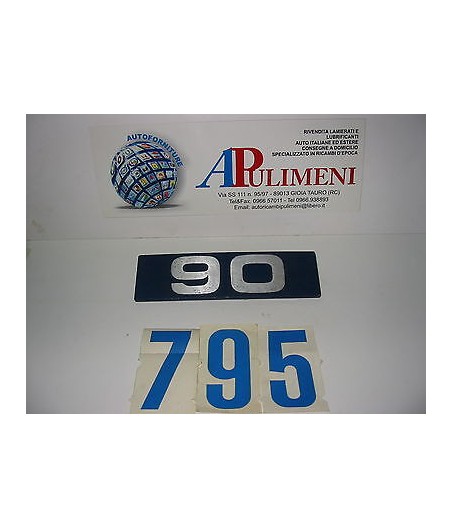 AUTOFORNITURE
APULIMENI
RIVENDITA LAMIERATI E
LUBRIFICANTI
AUTO ITALIANE ED ESTERE
CONSEGNE A DOMICILIO
SPECIALIZZATO IN RICAMBI D'EPOCA
Via SS 111 n. 95/97 - 89013 GIOIA TAURO (RC)
Tel&Fax: 0966 57011 - Tel 0966.938893
Email: autoricambipulimeni@libero.it
90
795